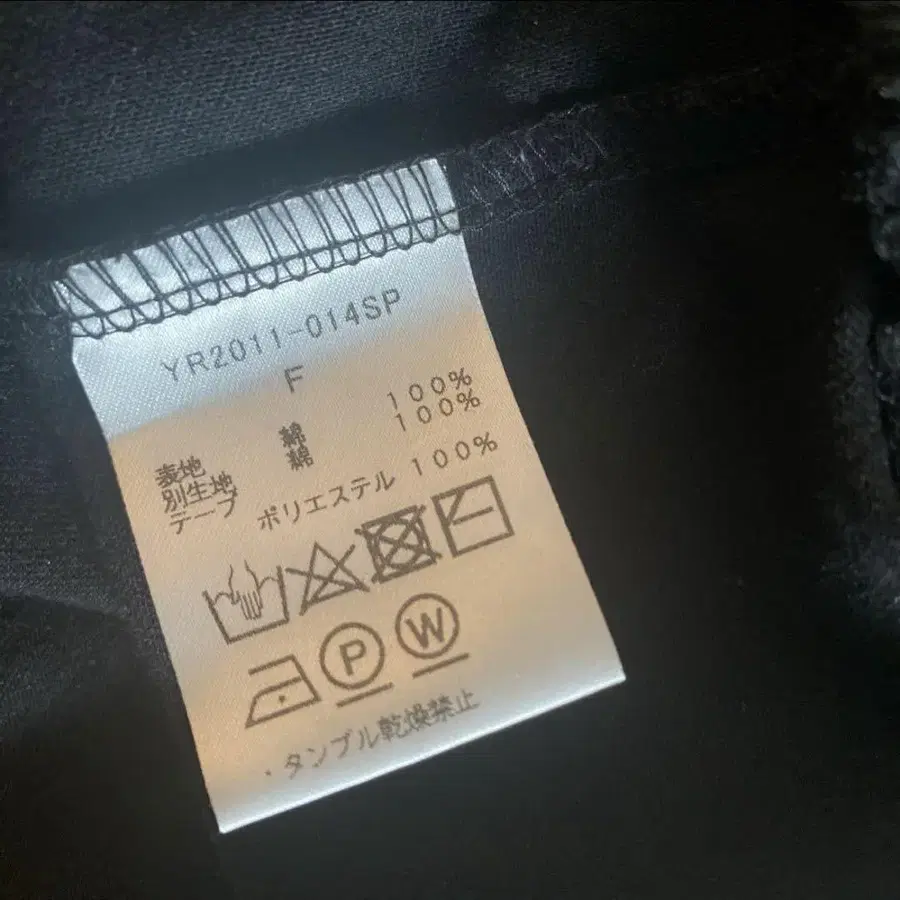 YR2011-014SP
F
表地 綿 100%
別生地 綿 100%
テープ ポリエステル 100%
P W
・タンブル乾燥禁止